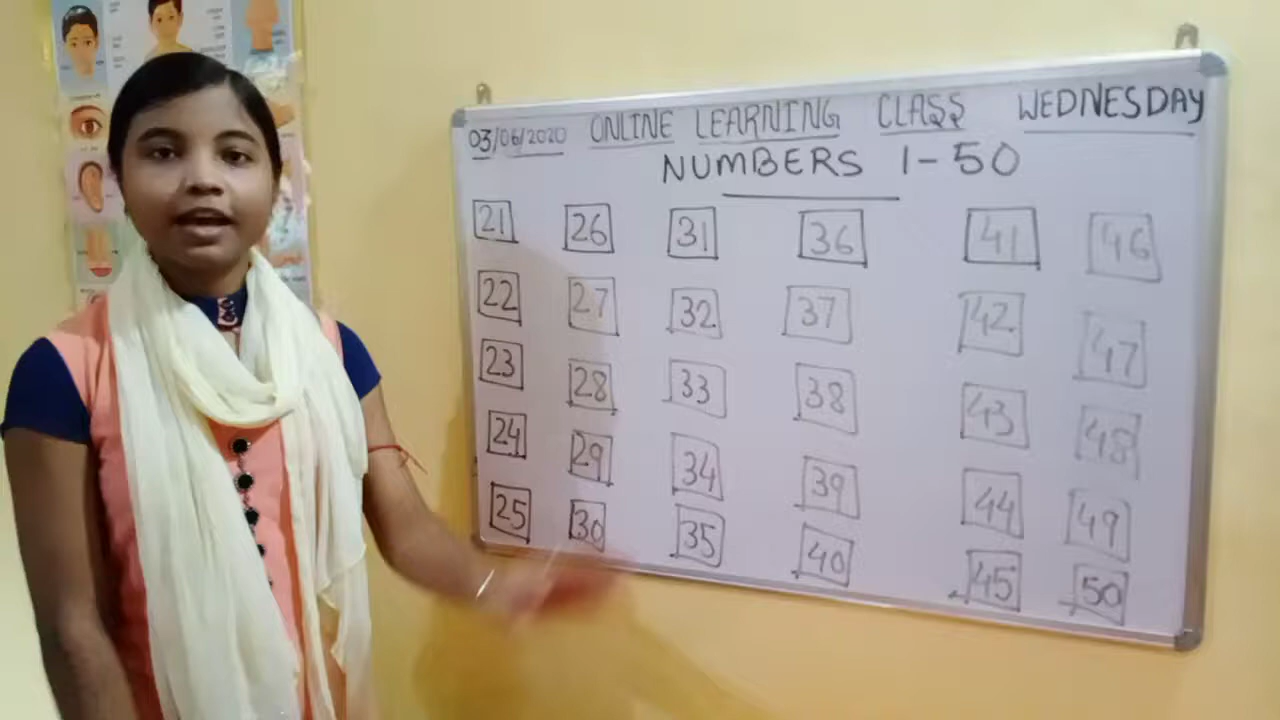 03/06/2020 ONLINE LEARNING CLASS WEDNESDAY
NUMBERS 1-50
21 26 31 36 41 46
22 27 32 37 42 47
23 28 33 38 43 48
24 29 34 39 44 49
25 30 35 40 45 50